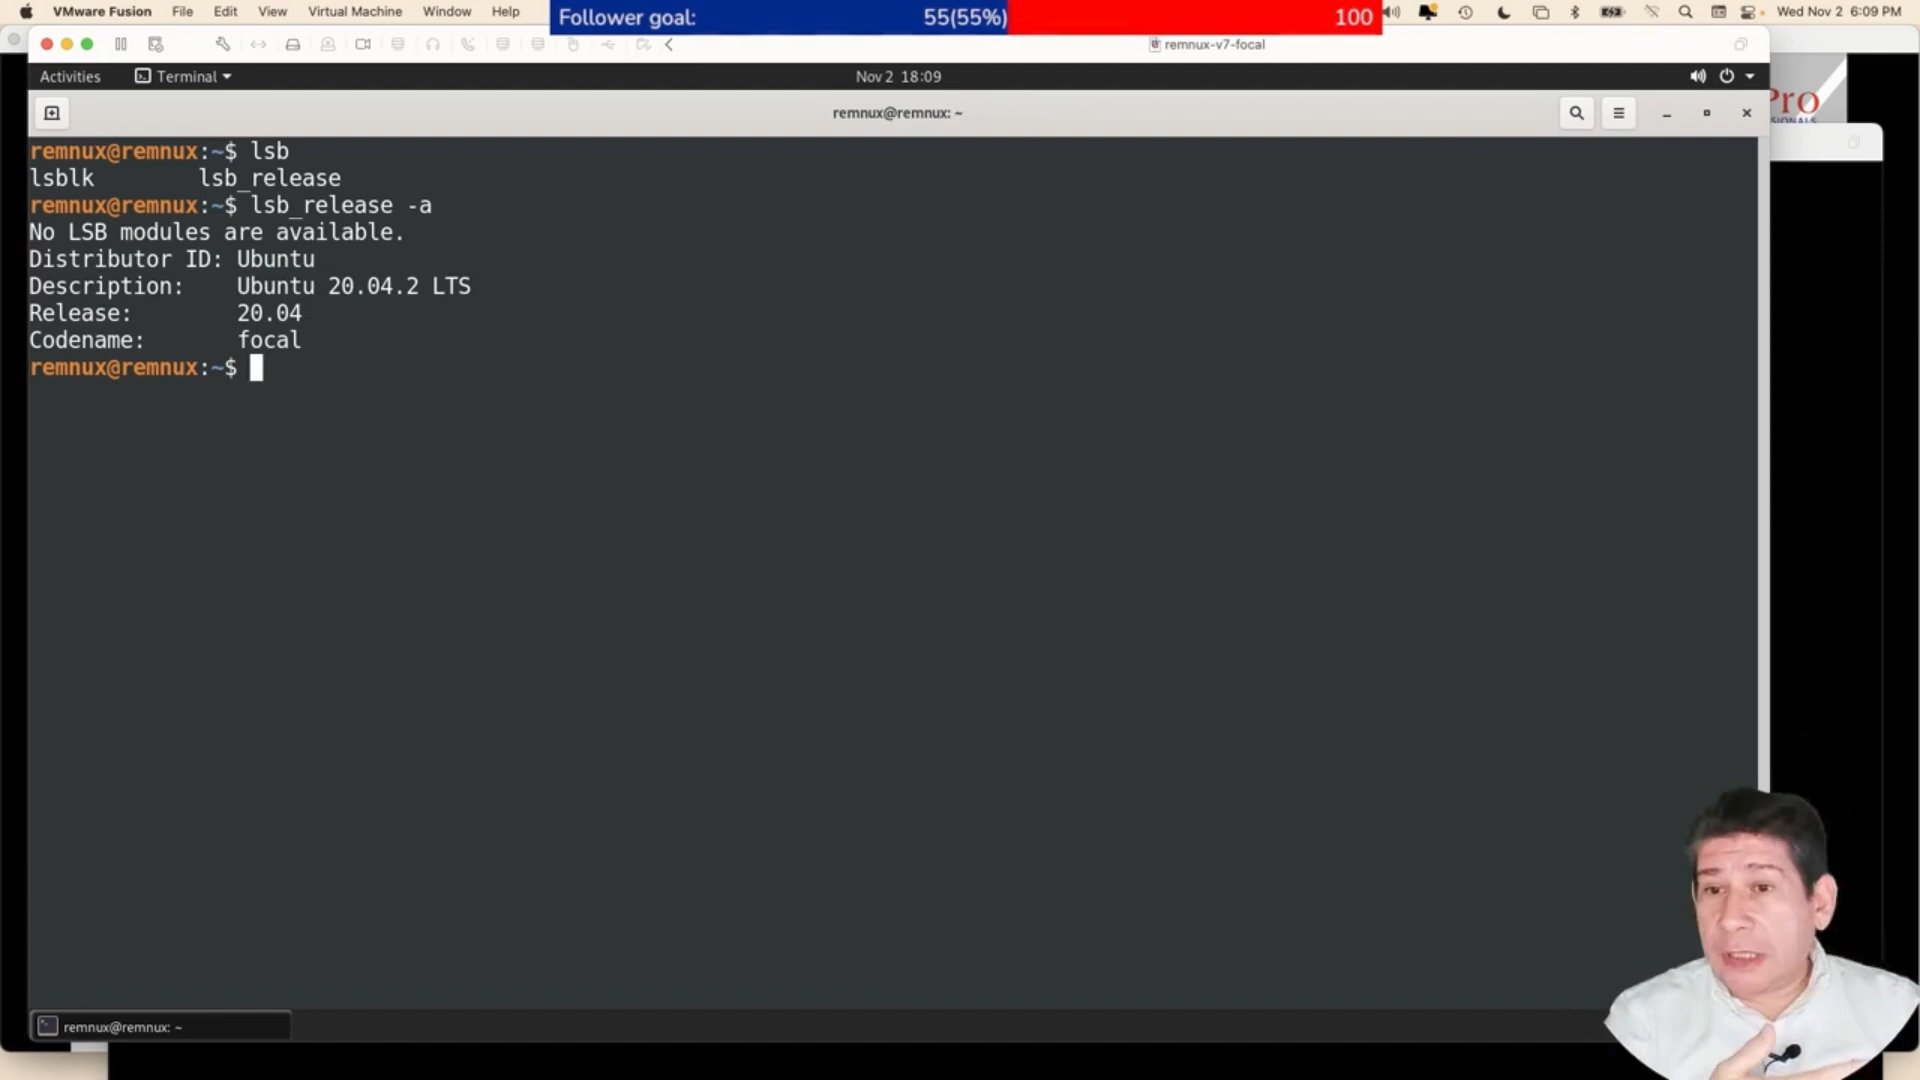 VMware Fusion File Edit View Virtual Machine Window Help
Follower goal: 55(55%) 100
Wed Nov 2 6:09 PM
remnux-v7-focal
Activities Terminal Nov 2 18:09
remnux@remnux: ~
Pro
SIONALS
remnux@remnux:~$ lsb
lsblk lsb_release
remnux@remnux:~$ lsb_release -a
No LSB modules are available.
Distributor ID: Ubuntu
Description: Ubuntu 20.04.2 LTS
Release: 20.04
Codename: focal
remnux@remnux:~$
remnux@remnux: ~